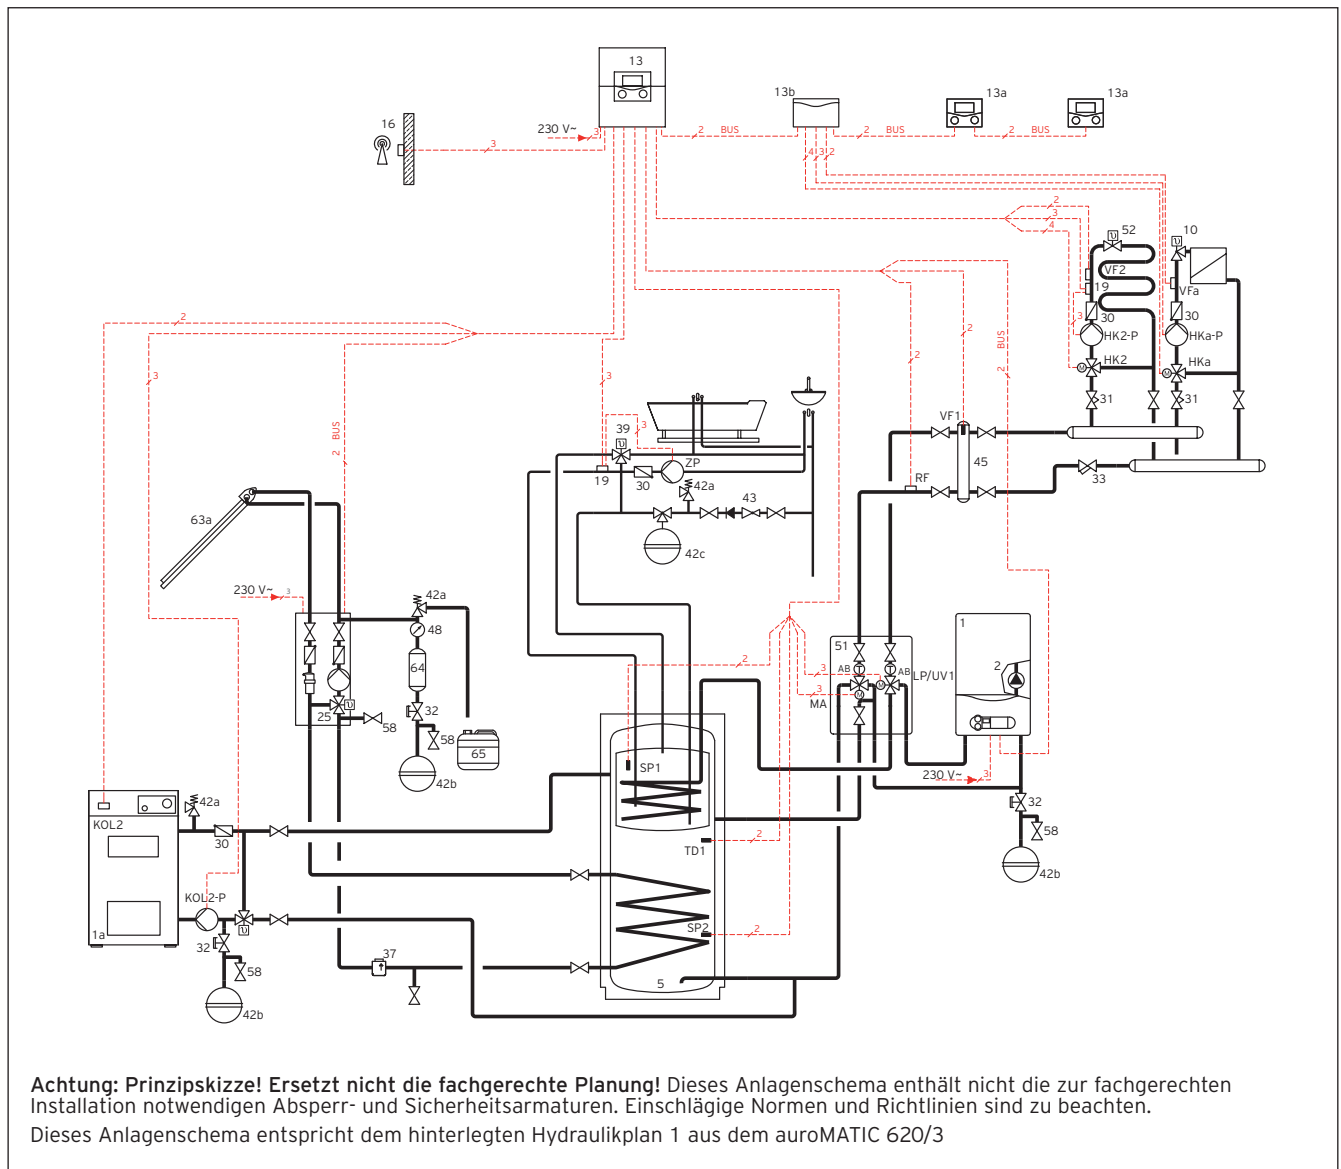 13
13b
13a
13a
16
230 V~
3
2
BUS
2
BUS
2
BUS
3
4
3
2
2
3
4
52
10
VF2
19
VFa
30
30
3
HK2-P
HKa-P
HK2
HKa
31
31
2
BUS
2
2
2
3
3
3
39
ZP
19
30
42a
43
42c
VF1
45
RF
33
2
BUS
63a
230 V~
3
42a
48
64
32
58
25
58
65
42b
2
3
3
51
AB
AB
LP/UV1
MA
1
2
230 V~
3
32
58
42b
SP1
TD1
2
SP2
2
5
KOL2
42a
30
KOL2-P
1a
32
58
42b
37
Achtung: Prinzipskizze! Ersetzt nicht die fachgerechte Planung! Dieses Anlagenschema enthält nicht die zur fachgerechten
Installation notwendigen Absperr- und Sicherheitsarmaturen. Einschlägige Normen und Richtlinien sind zu beachten.
Dieses Anlagenschema entspricht dem hinterlegten Hydraulikplan 1 aus dem auroMATIC 620/3